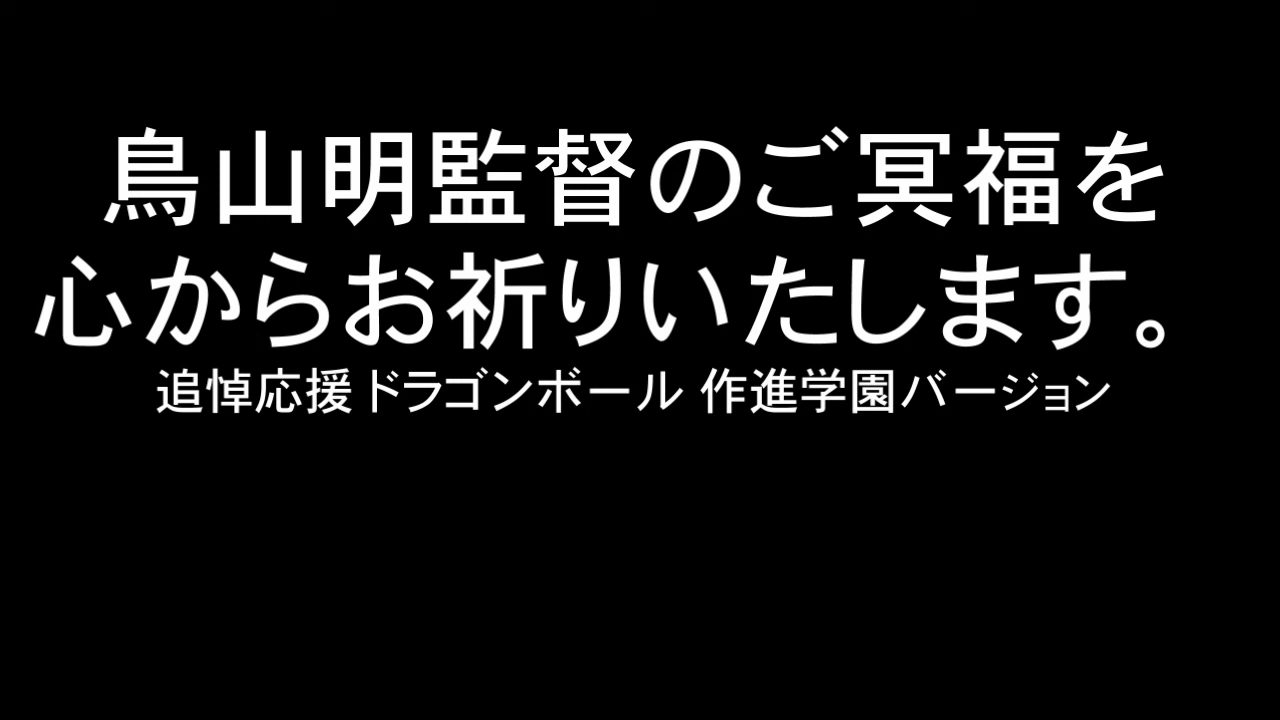 鳥山明監督のご冥福を
心からお祈りいたします。
追悼応援ドラゴンボール 作進学園バージョン